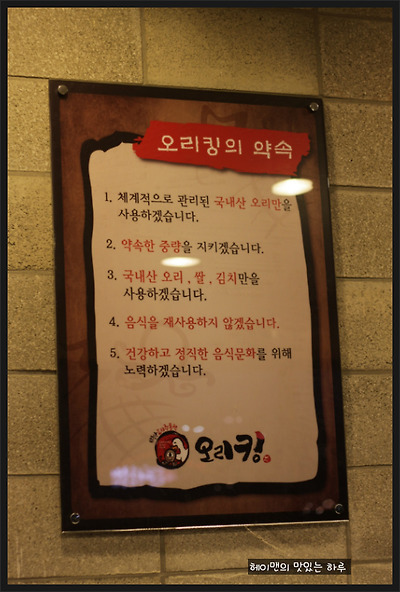 오리킹의 약속
1. 체계적으로 관리된 국내산 오리만을
사용하겠습니다.
2. 약속한 중량을 지키겠습니다.
3. 국내산 오리, 쌀, 김치만을
사용하겠습니다.
4. 음식을 재사용하지 않겠습니다.
5. 건강하고 정직한 음식문화를 위해
노력하겠습니다.
오리킹
헤이맨의 맛있는 하루